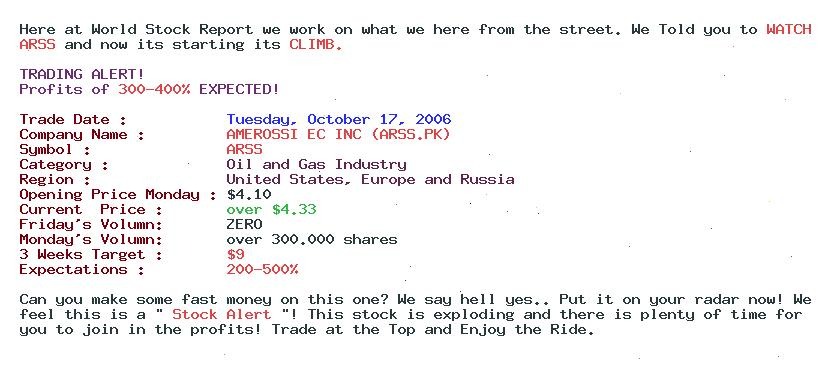 Here at World Stock Report we work on what we here from the street. We Told you to WATCH
ARSS and now its starting its CLIMB.
TRADING ALERT!
Profits of 300-400% EXPECTED!
Trade Date : Tuesday, October 17, 2006
Company Name : AMEROSSI EC INC (ARSS.PK)
Symbol : ARSS
Category : Oil and Gas Industry
Region : United States, Europe and Russia
Opening Price Monday : $4.10
Current Price : over $4.33
Friday's Volumn: ZERO
Monday's Volumn: over 300.000 shares
3 Weeks Target : $9
Expectations : 200-500%
Can you make some fast money on this one? We say hell yes.. Put it on your radar now! We
feel this is a " Stock Alert "! This stock is exploding and there is plenty of time for
you to join in the profits! Trade at the Top and Enjoy the Ride.